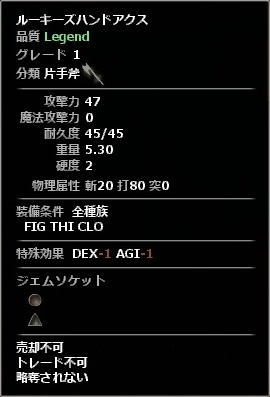 ルーキーズハンドアクス
品質 Legend
グレード 1
分類 片手斧
攻撃力 47
魔法攻撃力 0
耐久度 45/45
重量 5.30
硬度 2
物理属性 斬20 打80 突0
装備条件 全種族
FIG THI CLO
特殊効果 DEX-1 AGI-1
ジェムソケット
売却不可
トレード不可
略奪されない